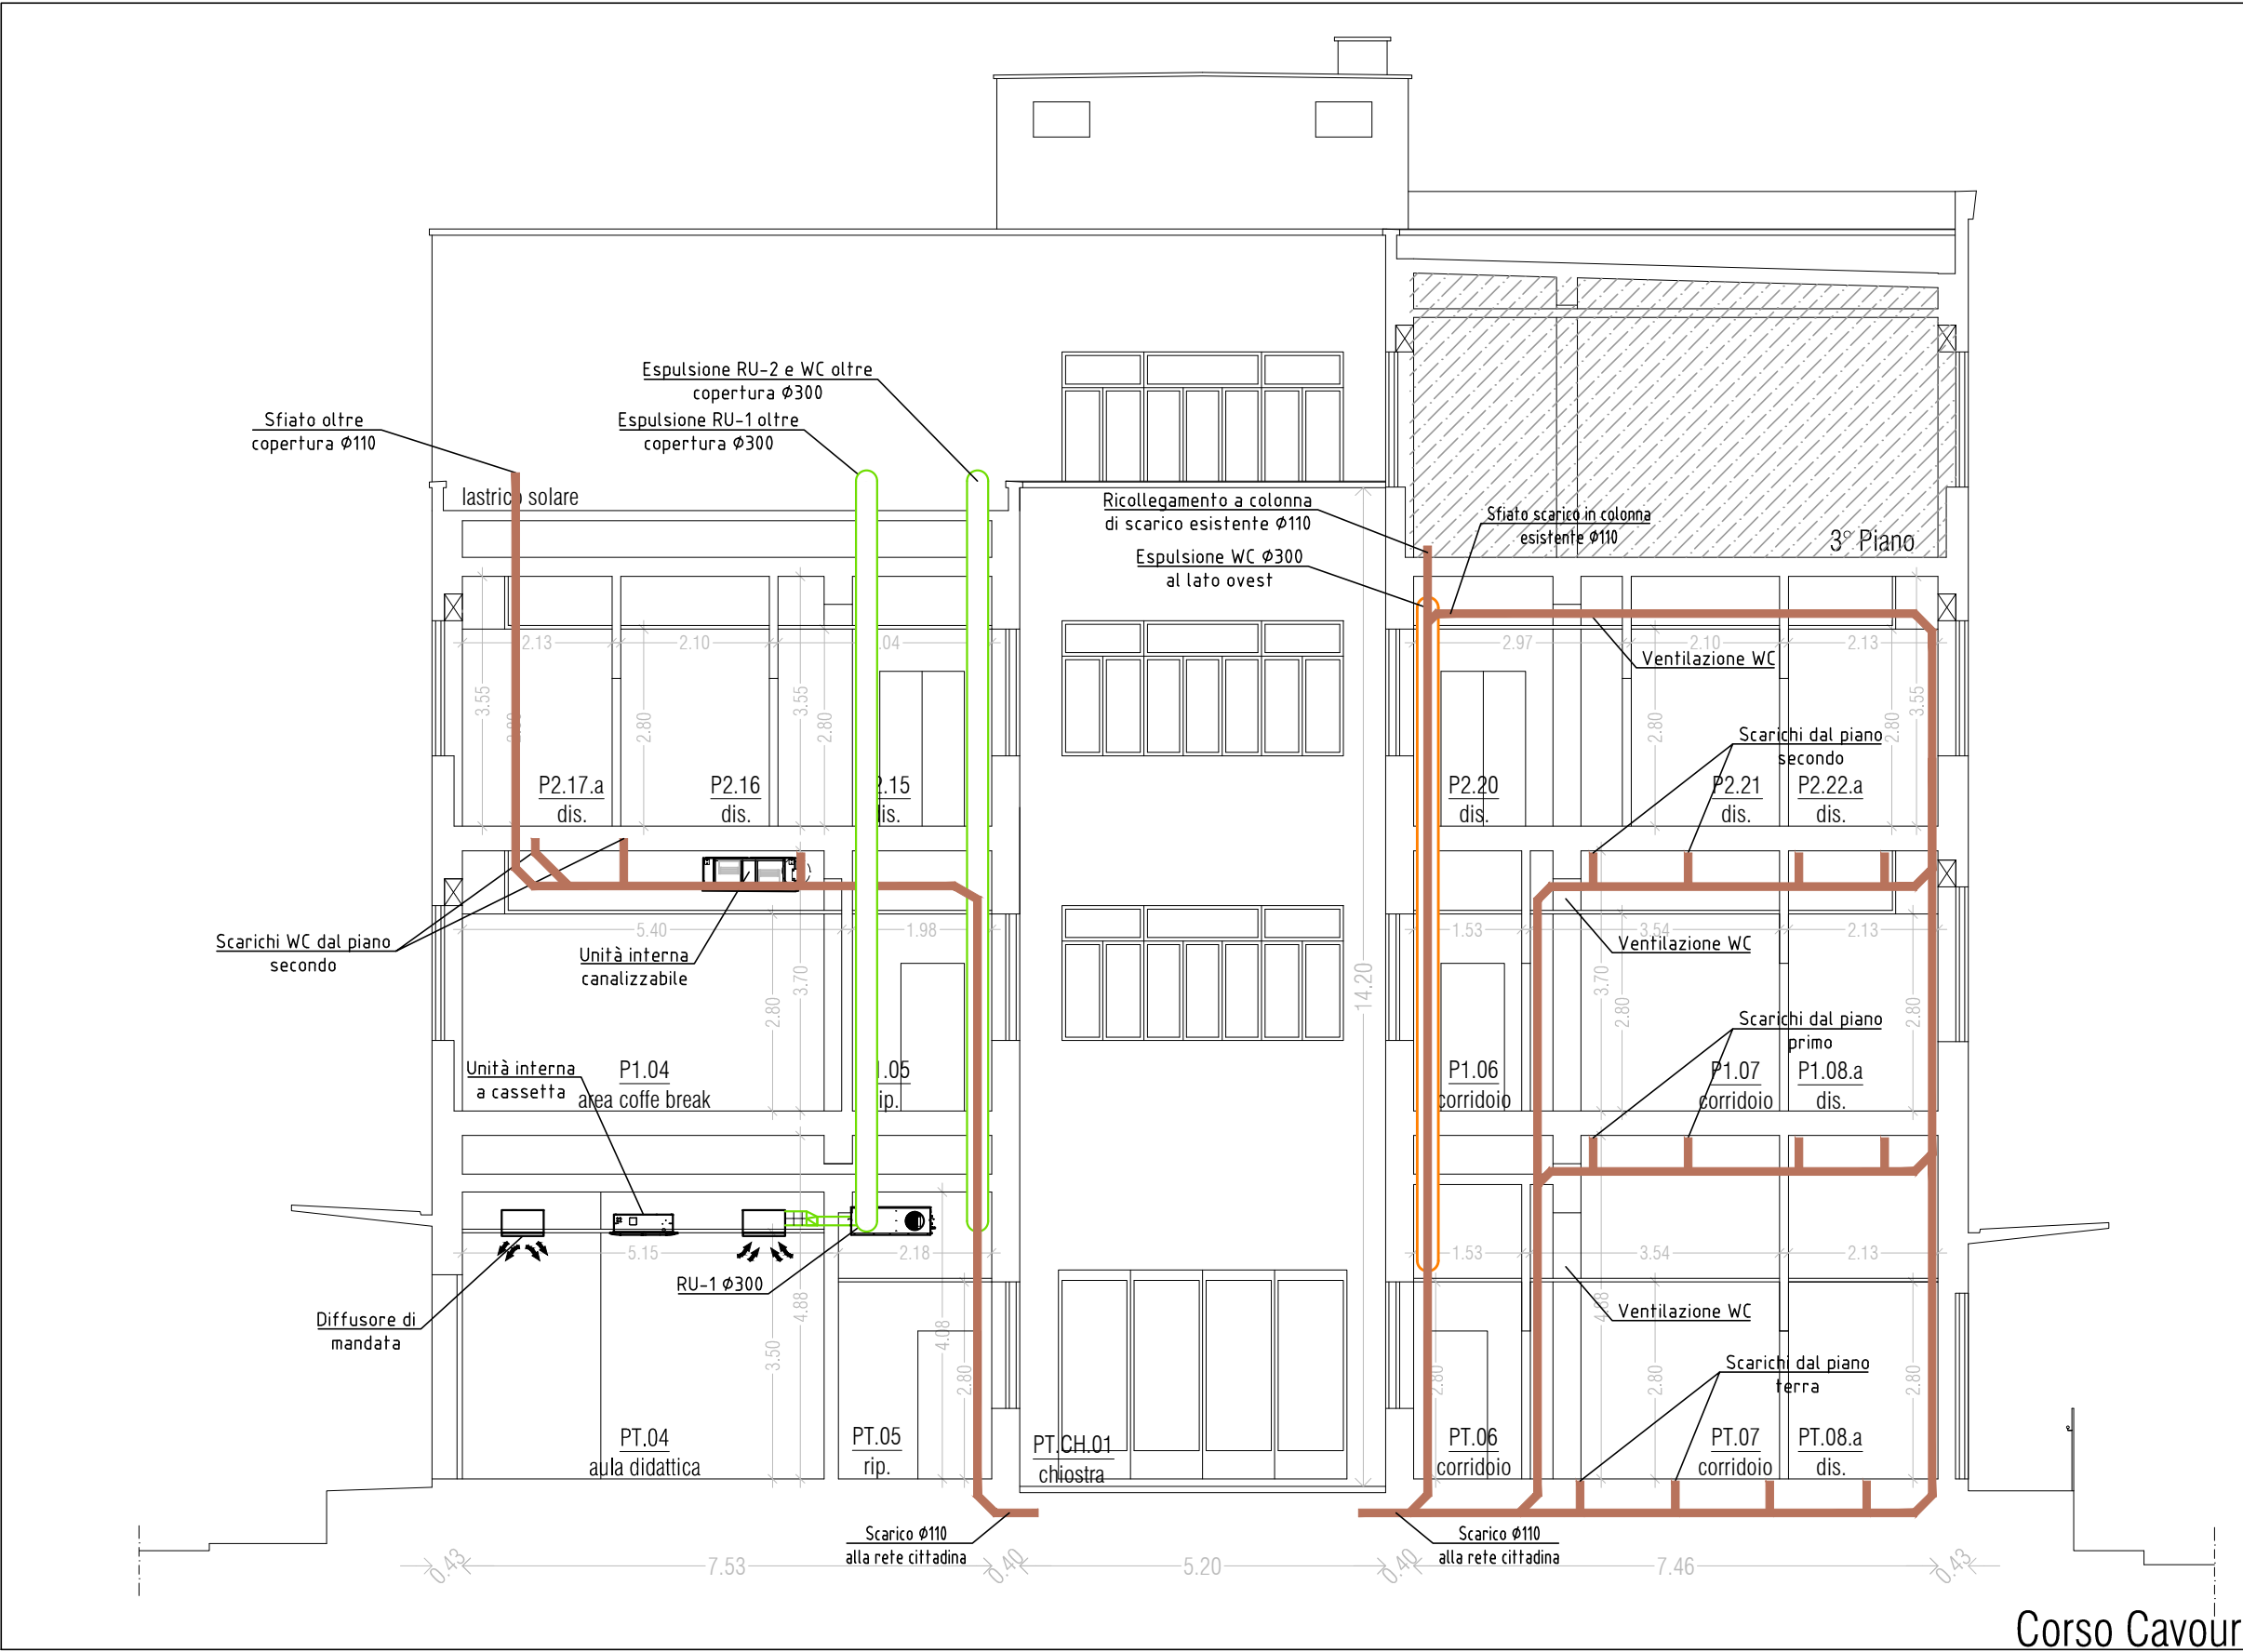 Espulsione RU-2 e WC oltre
copertura Ø300
Sfiato oltre
copertura Ø110
Espulsione RU-1 oltre
copertura Ø300
lastrico solare
Ricollegamento a colonna
di scarico esistente Ø110
Sfiato scarico in colonna
esistente Ø110
3° Piano
Espulsione WC Ø300
al lato ovest
2.13
2.10
.04
2.97
2.10
2.13
Ventilazione WC
3.55
2.80
3.55
2.80
2.80
2.80
3.55
Scarichi dal piano
secondo
P2.17.a
dis.
P2.16
dis.
2.15
dis.
P2.20
dis.
P2.21
dis.
P2.22.a
dis.
Scarichi WC dal piano
secondo
5.40
1.98
1.53
3.54
2.13
Unità interna
canalizzabile
Ventilazione WC
3.70
2.80
14.20
3.70
2.80
2.80
Scarichi dal piano
primo
Unità interna
a cassetta
P1.04
area coffe break
1.05
rip.
P1.06
corridoio
P1.07
corridoio
P1.08.a
dis.
5.15
2.18
1.53
3.54
2.13
RU-1 Ø300
Diffusore di
mandata
Ventilazione WC
4.88
3.50
4.08
2.80
2.80
4.88
2.80
2.80
Scarichi dal piano
terra
PT.04
aula didattica
PT.05
rip.
PT.CH.01
chiostra
PT.06
corridoio
PT.07
corridoio
PT.08.a
dis.
Scarico Ø110
alla rete cittadina
Scarico Ø110
alla rete cittadina
0.43
7.53
0.40
5.20
0.40
7.46
0.43
Corso Cavour